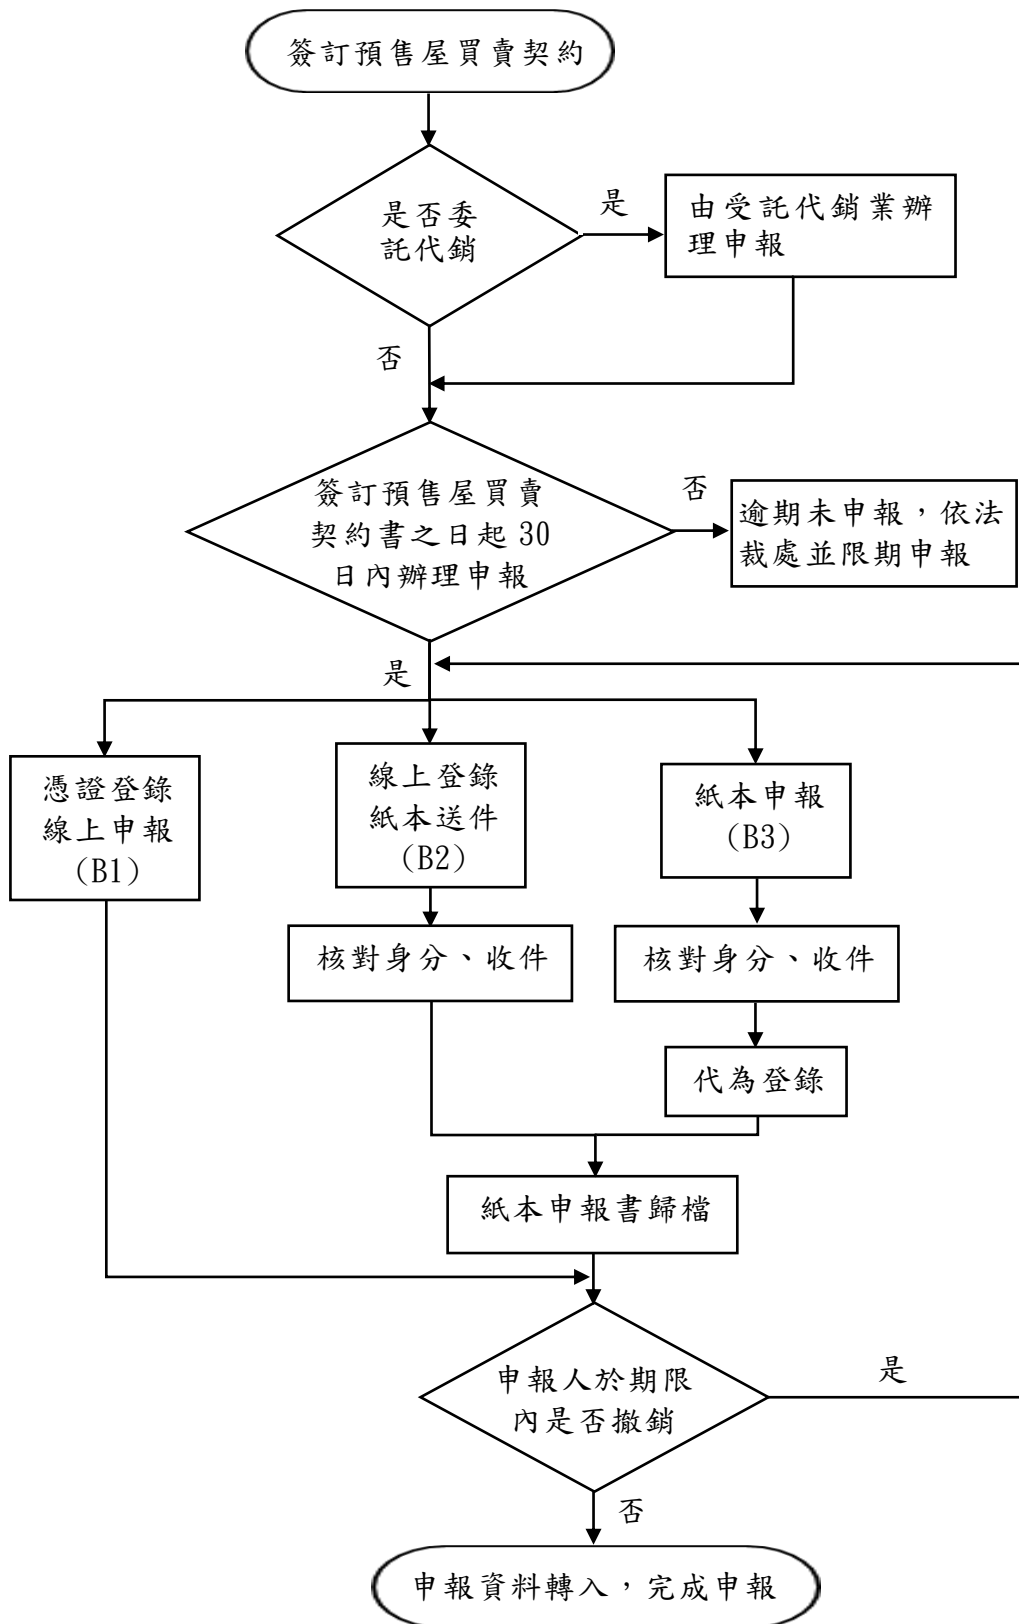 簽訂預售屋買賣契約
是否委
託代銷
是
由受託代銷業辦
理申報
否
簽訂預售屋買賣
契約書之日起 30
日內辦理申報
否
逾期未申報，依法
裁處並限期申報
是
憑證登錄
線上申報
(B1)
線上登錄
紙本送件
(B2)
紙本申報
(B3)
核對身分、收件
核對身分、收件
代為登錄
紙本申報書歸檔
申報人於期限
內是否撤銷
是
否
申報資料轉入，完成申報